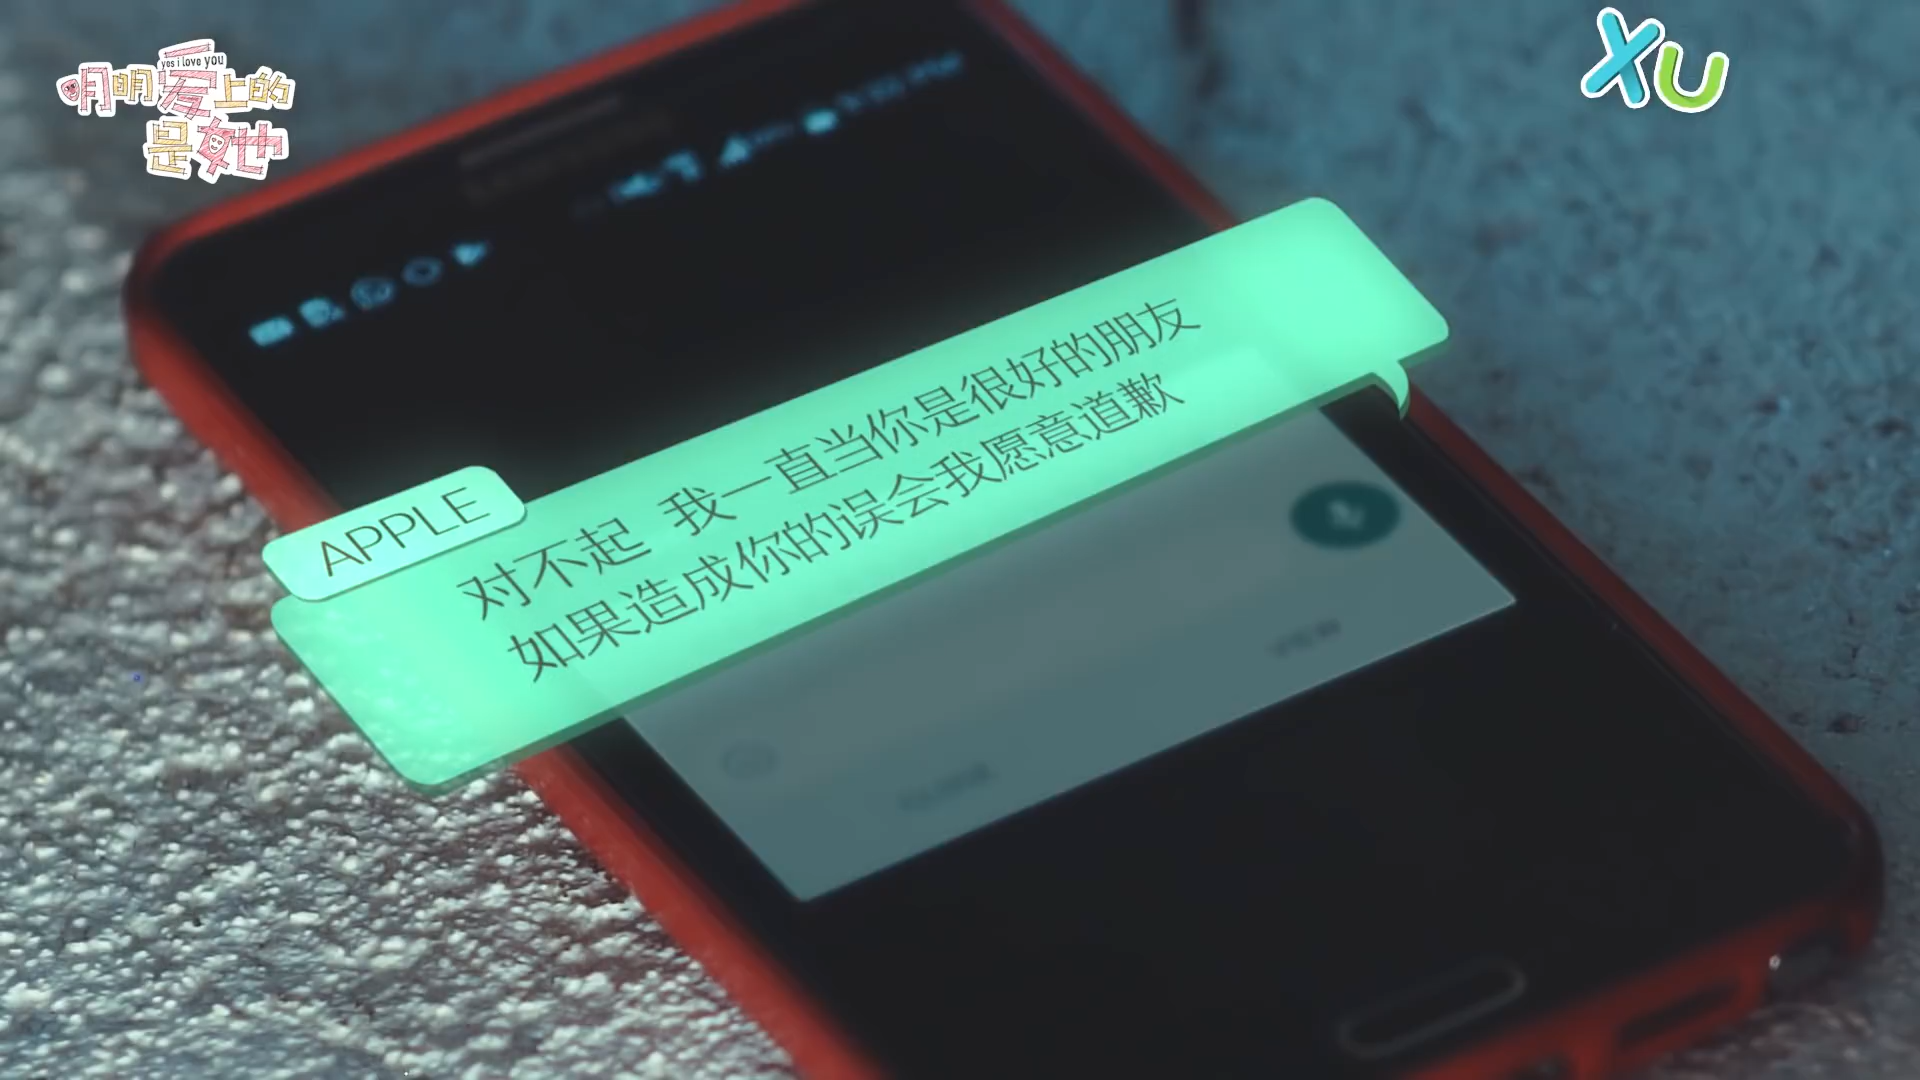 yes i love you
明明爱上的
是她
XU
APPLE
对不起 我一直当你是很好的朋友
如果造成你的误会我愿意道歉
VIEW